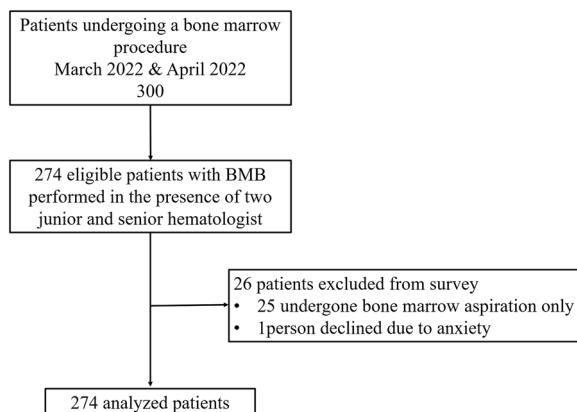 Patients undergoing a bone marrow
procedure
March 2022 & April 2022
300
274 eligible patients with BMB
performed in the presence of two
junior and senior hematologist
26 patients excluded from survey
• 25 undergone bone marrow aspiration only
• 1person declined due to anxiety
274 analyzed patients